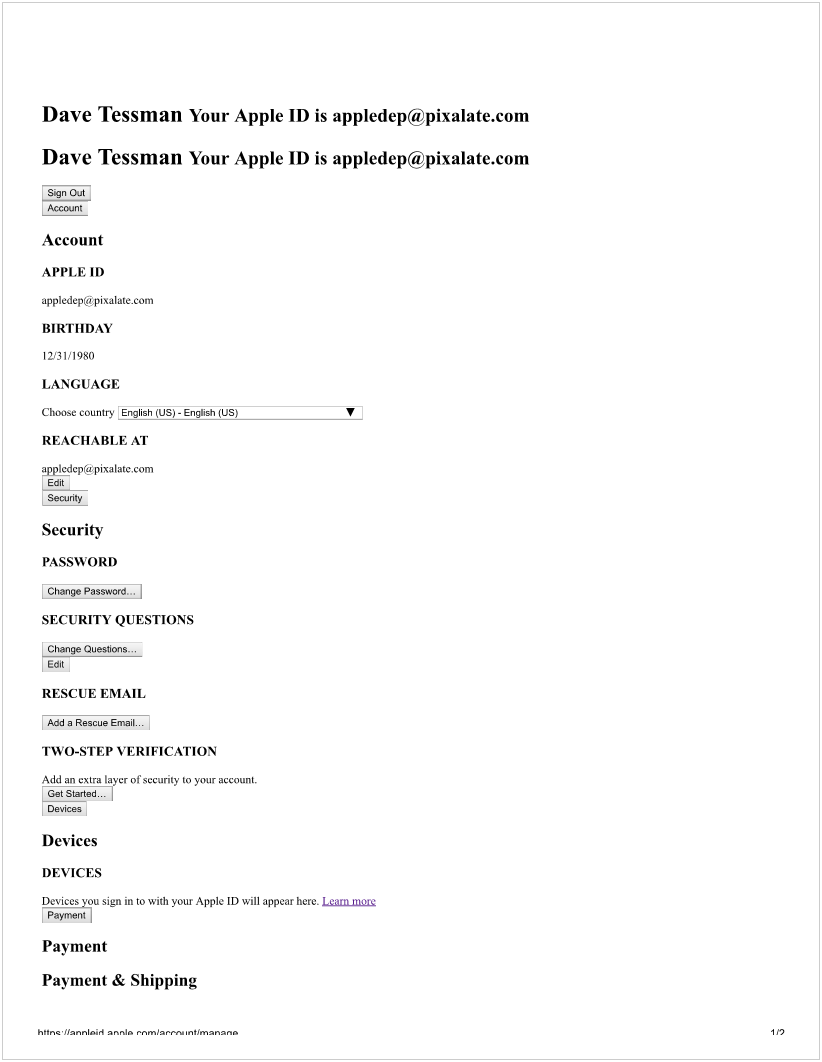 Dave Tessman Your Apple ID is appledep@pixalate.com
Dave Tessman Your Apple ID is appledep@pixalate.com
Sign Out
Account
Account
APPLE ID
appledep@pixalate.com
BIRTHDAY
12/31/1980
LANGUAGE
Choose country English (US) - English (US)
REACHABLE AT
appledep@pixalate.com
Edit
Security
Security
PASSWORD
Change Password...
SECURITY QUESTIONS
Change Questions...
Edit
RESCUE EMAIL
Add a Rescue Email...
TWO-STEP VERIFICATION
Add an extra layer of security to your account.
Get Started...
Devices
Devices
DEVICES
Devices you sign in to with your Apple ID will appear here. Learn more
Payment
Payment
Payment & Shipping
https://appleid.apple.com/account/manage 1/2